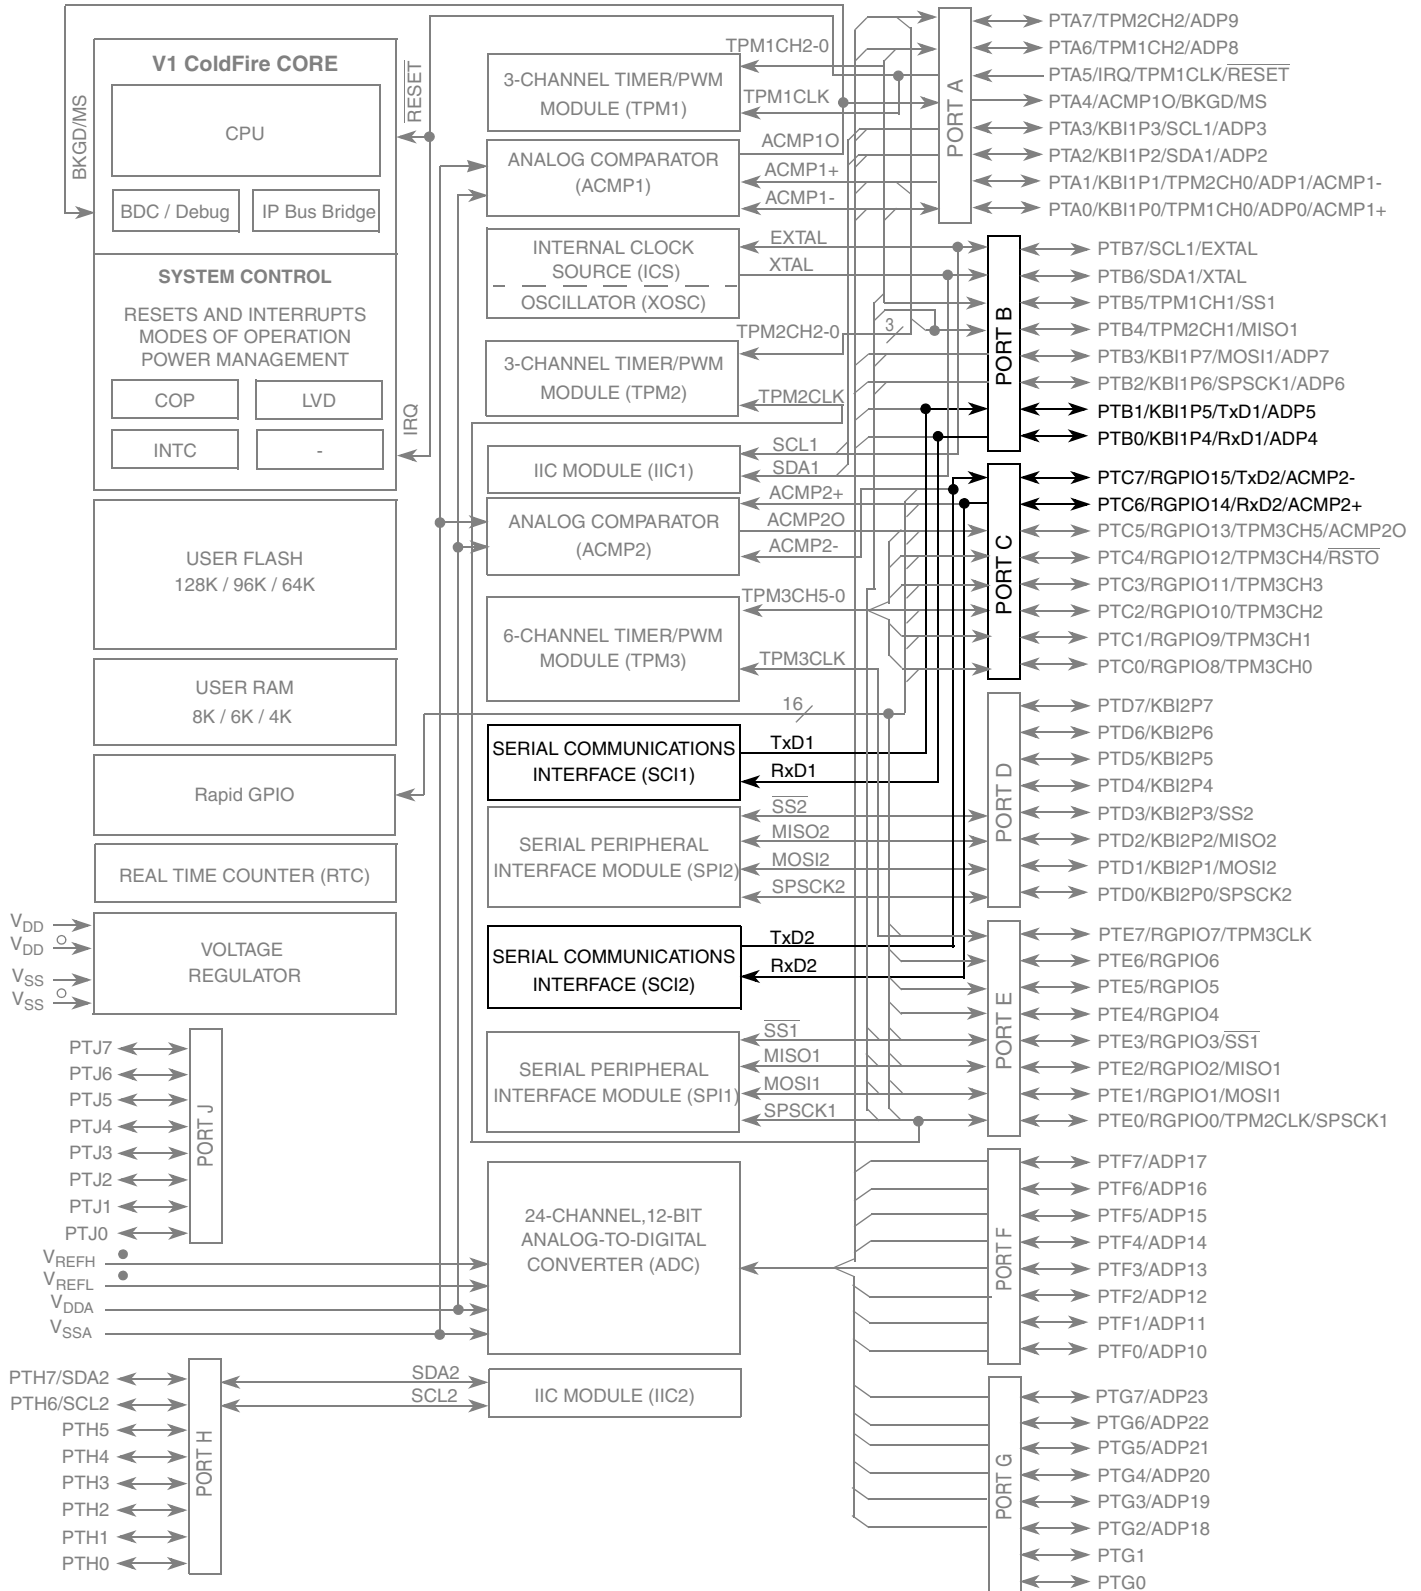 V1 ColdFire CORE
CPU
BDC / Debug
IP Bus Bridge
BKGD/MS
RESET
SYSTEM CONTROL
RESETS AND INTERRUPTS
MODES OF OPERATION
POWER MANAGEMENT
COP
LVD
INTC
-
IRQ
USER FLASH
128K / 96K / 64K
USER RAM
8K / 6K / 4K
Rapid GPIO
REAL TIME COUNTER (RTC)
VDD
VDD
VSS
VSS
VOLTAGE
REGULATOR
PTJ7
PTJ6
PTJ5
PTJ4
PTJ3
PTJ2
PTJ1
PTJ0
PORT J
VREFH
VREFL
VDDA
VSSA
PTH7/SDA2
PTH6/SCL2
PTH5
PTH4
PTH3
PTH2
PTH1
PTH0
PORT H
3-CHANNEL TIMER/PWM
MODULE (TPM1)
TPM1CH2-0
TPM1CLK
ANALOG COMPARATOR
(ACMP1)
ACMP1O
ACMP1+
ACMP1-
INTERNAL CLOCK
SOURCE (ICS)
OSCILLATOR (XOSC)
EXTAL
XTAL
3-CHANNEL TIMER/PWM
MODULE (TPM2)
TPM2CH2-0
3
TPM2CLK
IIC MODULE (IIC1)
SCL1
SDA1
ANALOG COMPARATOR
(ACMP2)
ACMP2+
ACMP2O
ACMP2-
6-CHANNEL TIMER/PWM
MODULE (TPM3)
TPM3CH5-0
TPM3CLK
16
SERIAL COMMUNICATIONS
INTERFACE (SCI1)
TxD1
RxD1
SERIAL PERIPHERAL
INTERFACE MODULE (SPI2)
SS2
MISO2
MOSI2
SPSCK2
SERIAL COMMUNICATIONS
INTERFACE (SCI2)
TxD2
RxD2
SERIAL PERIPHERAL
INTERFACE MODULE (SPI1)
SS1
MISO1
MOSI1
SPSCK1
24-CHANNEL,12-BIT
ANALOG-TO-DIGITAL
CONVERTER (ADC)
IIC MODULE (IIC2)
SDA2
SCL2
PORT A
PTA7/TPM2CH2/ADP9
PTA6/TPM1CH2/ADP8
PTA5/IRQ/TPM1CLK/RESET
PTA4/ACMP1O/BKGD/MS
PTA3/KBI1P3/SCL1/ADP3
PTA2/KBI1P2/SDA1/ADP2
PTA1/KBI1P1/TPM2CH0/ADP1/ACMP1-
PTA0/KBI1P0/TPM1CH0/ADP0/ACMP1+
PORT B
PTB7/SCL1/EXTAL
PTB6/SDA1/XTAL
PTB5/TPM1CH1/SS1
PTB4/TPM2CH1/MISO1
PTB3/KBI1P7/MOSI1/ADP7
PTB2/KBI1P6/SPSCK1/ADP6
PTB1/KBI1P5/TxD1/ADP5
PTB0/KBI1P4/RxD1/ADP4
PORT C
PTC7/RGPIO15/TxD2/ACMP2-
PTC6/RGPIO14/RxD2/ACMP2+
PTC5/RGPIO13/TPM3CH5/ACMP2O
PTC4/RGPIO12/TPM3CH4/RSTO
PTC3/RGPIO11/TPM3CH3
PTC2/RGPIO10/TPM3CH2
PTC1/RGPIO9/TPM3CH1
PTC0/RGPIO8/TPM3CH0
PORT D
PTD7/KBI2P7
PTD6/KBI2P6
PTD5/KBI2P5
PTD4/KBI2P4
PTD3/KBI2P3/SS2
PTD2/KBI2P2/MISO2
PTD1/KBI2P1/MOSI2
PTD0/KBI2P0/SPSCK2
PORT E
PTE7/RGPIO7/TPM3CLK
PTE6/RGPIO6
PTE5/RGPIO5
PTE4/RGPIO4
PTE3/RGPIO3/SS1
PTE2/RGPIO2/MISO1
PTE1/RGPIO1/MOSI1
PTE0/RGPIO0/TPM2CLK/SPSCK1
PORT F
PTF7/ADP17
PTF6/ADP16
PTF5/ADP15
PTF4/ADP14
PTF3/ADP13
PTF2/ADP12
PTF1/ADP11
PTF0/ADP10
PORT G
PTG7/ADP23
PTG6/ADP22
PTG5/ADP21
PTG4/ADP20
PTG3/ADP19
PTG2/ADP18
PTG1
PTG0